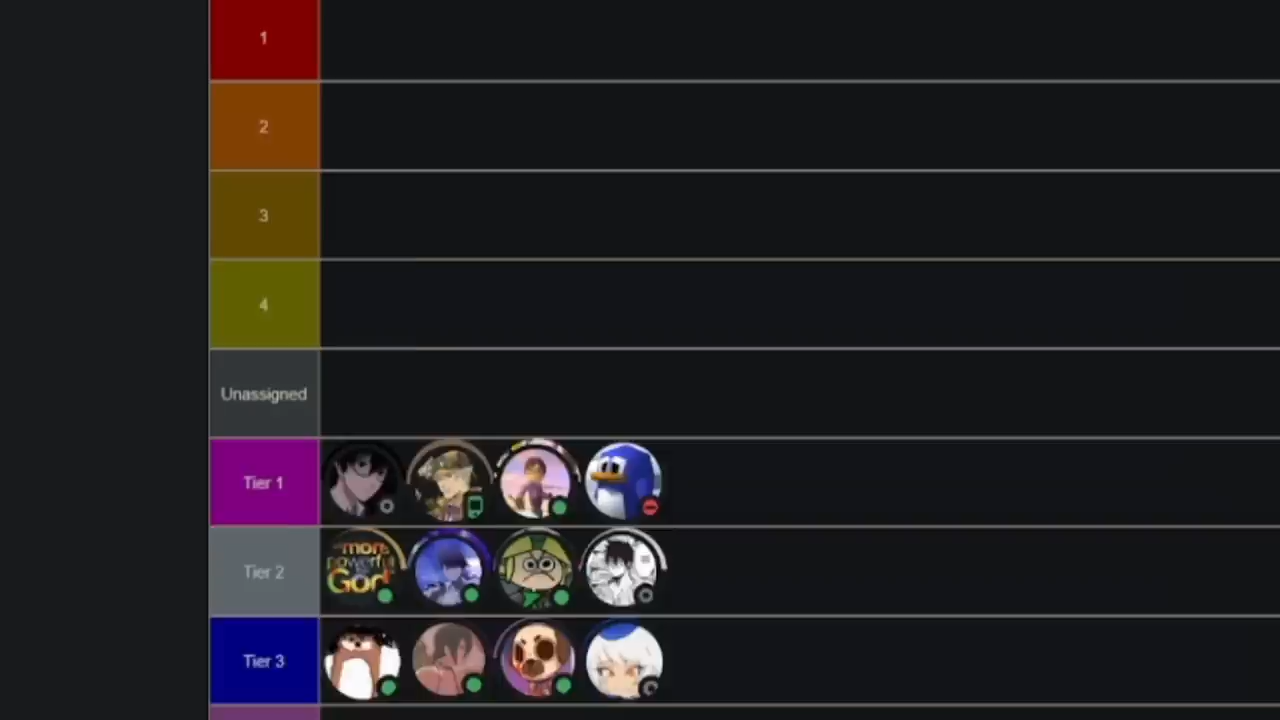 1
2
3
4
Unassigned
Tier 1
Tier 2
more
powerful
God
Tier 3